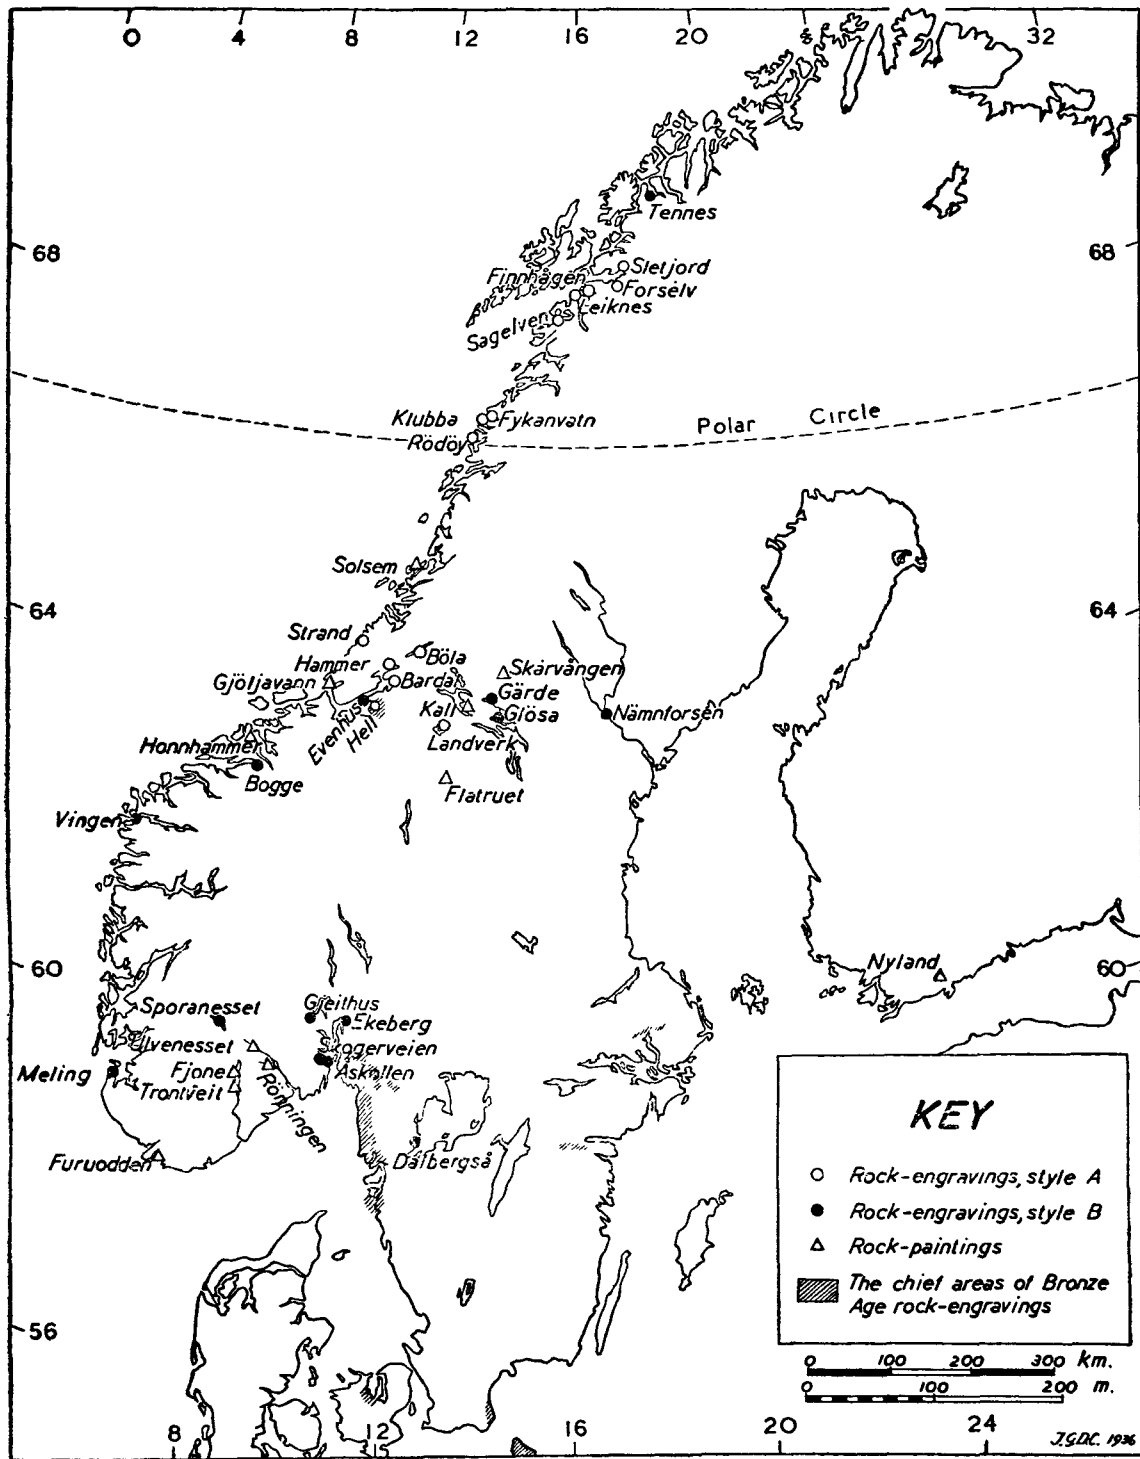 0 4 8 12 16 20 32
Tennes
68 68
Sletjord
Finnhågen
Forselv
Leiknes
Sagelven
Klubba Fykanvatn
Polar Circle
Rödöy
Solsem
64 64
Strand
Böla
Hammer Skårvången
Gjöljavann Bardal
Gärde
Evenhus Kall Glösa Nämnforsen
Hell
Landverk
Honnhammer
Bogge Flatruet
Vingen
60 Nyland 60
Sporanesset Gjeithus
Ekeberg
Ulvenesset
Meling Fjone Askollen
Trontveit
Rönningen
Furuodden Dalbergså
KEY
Rock-engravings, style A
Rock-engravings, style B
Rock-paintings
The chief areas of Bronze
Age rock-engravings
56
0 100 200 300 km.
0 100 200 m.
8 12 16 20 24
J.G.D.C. 1936